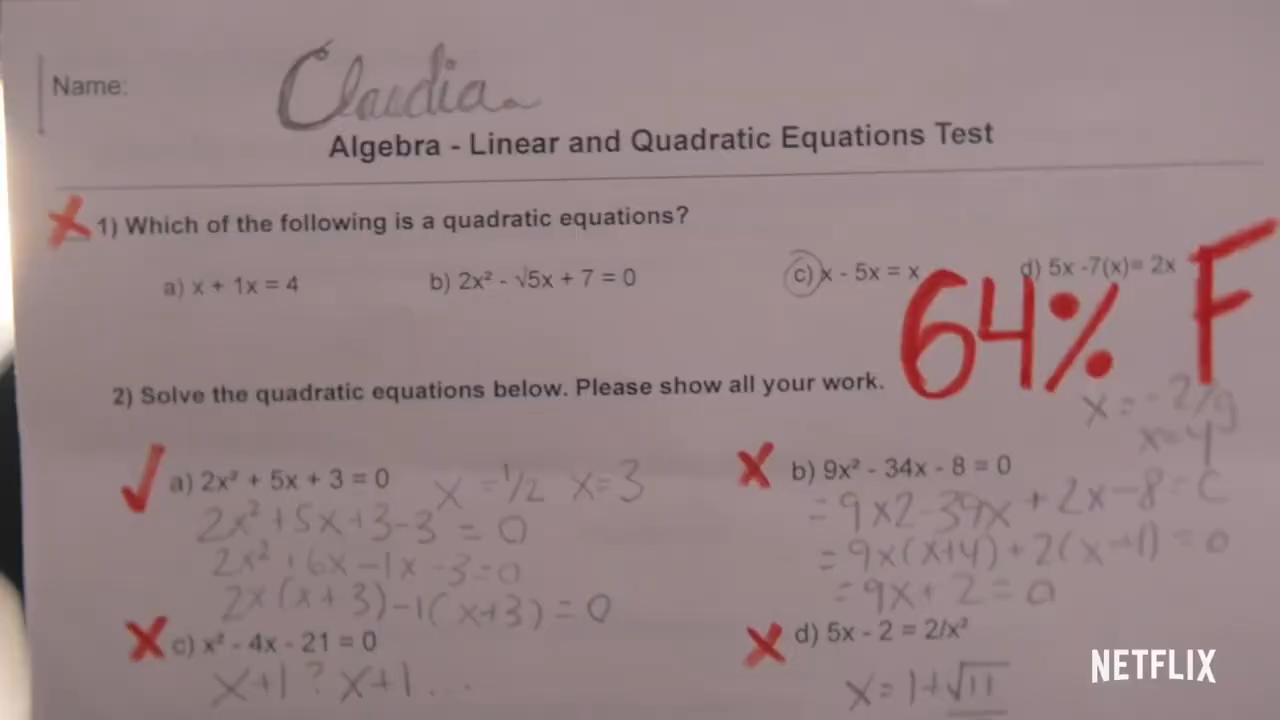 Name: Claudia
Algebra - Linear and Quadratic Equations Test
X 1) Which of the following is a quadratic equations?
a) x + 1x = 4 b) 2x² - √5x + 7 = 0 c) x - 5x = x d) 5x -7(x)= 2x
64% F
2) Solve the quadratic equations below. Please show all your work.
x = -2/9
x=4
a) 2x² + 5x + 3 = 0 x = 1/2 x=3
2x² + 5x + 3 - 3 = 0
2x² + 6x - 1x - 3 = 0
2x (x + 3) - 1( x+3) = 0
X b) 9x² - 34x - 8 = 0
= 9x2-39x + 2x-8 = C
= 9x(x+4) + 2(x+1) = 0
= 9x + 2 = 0
X c) x² - 4x - 21 = 0
x+1 ? x+1 ...
X d) 5x - 2 = 2/x²
x = 1+√11
NETFLIX